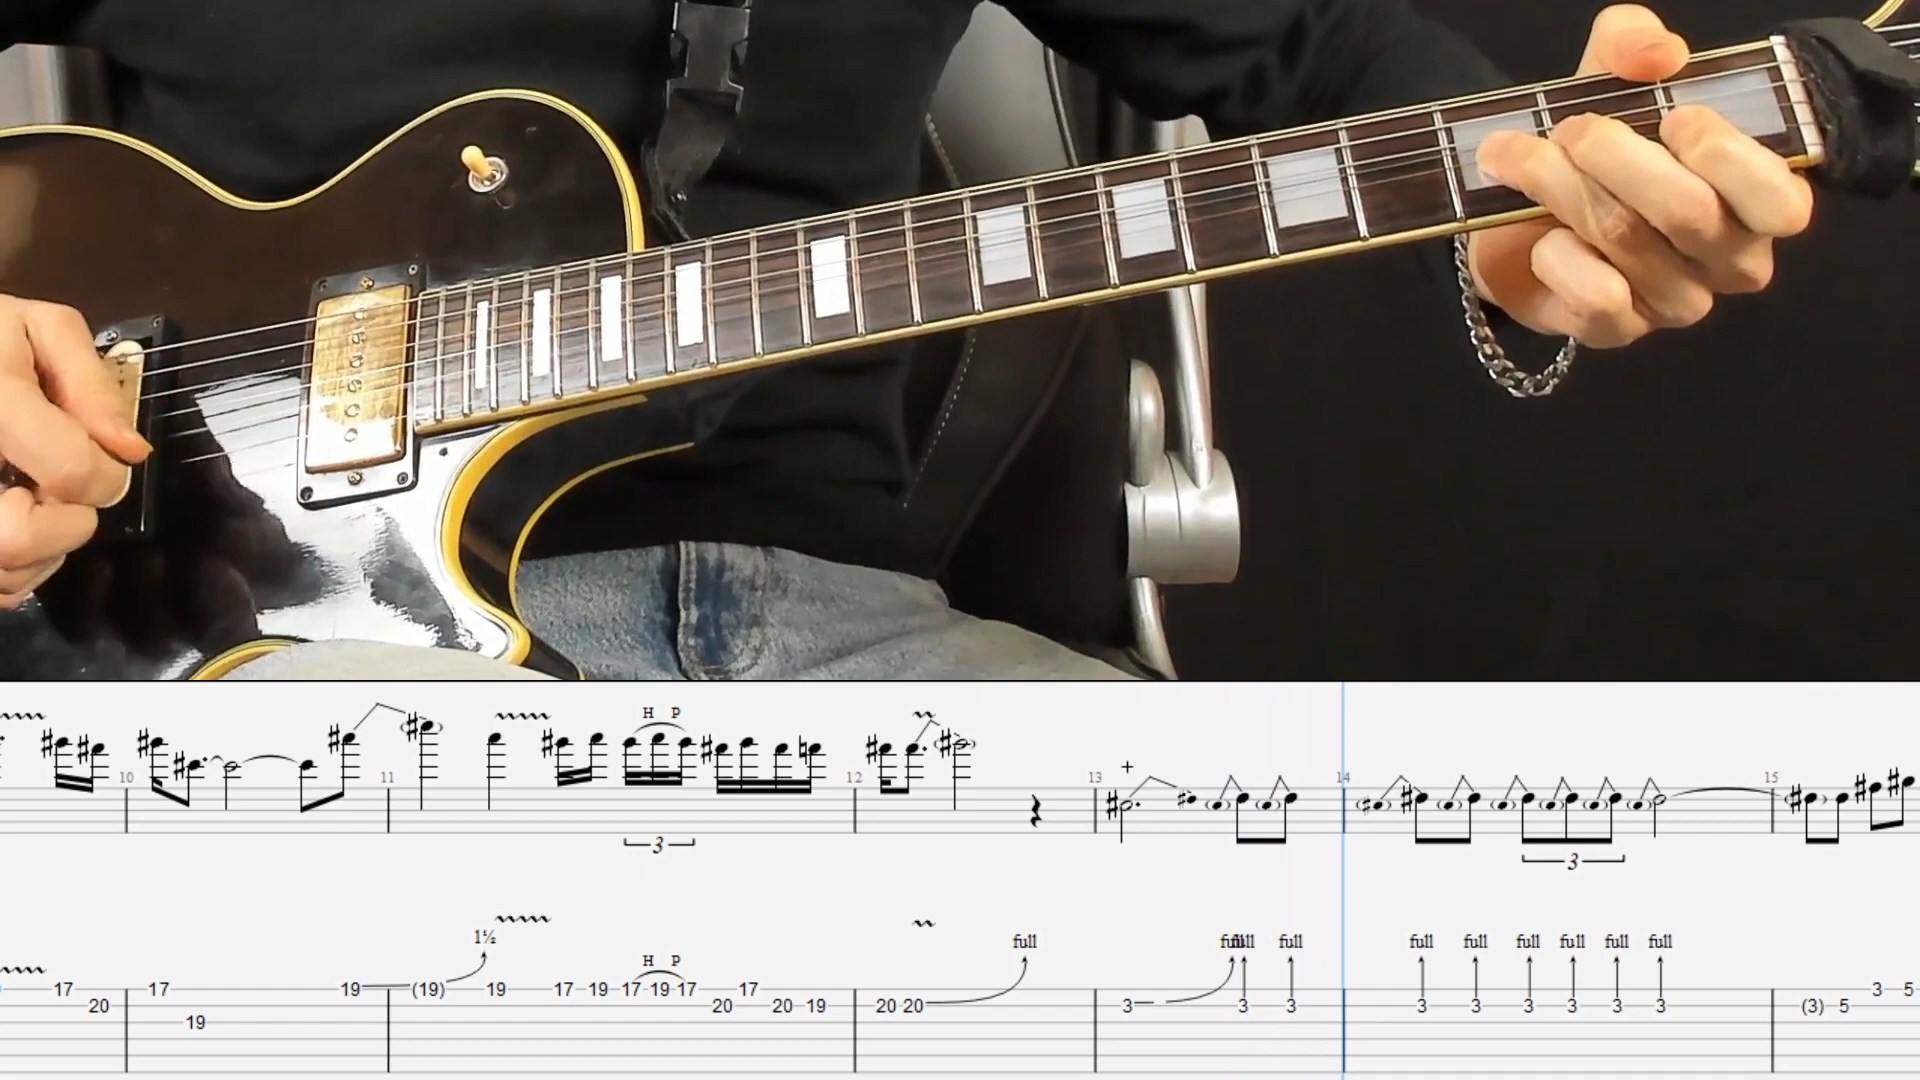 H P
10 11 12 13 14 15
3 3
1½ full full full full full full full full full
H P
17 17 19 (19) 19 17 19 17 19 17 17 3 5
20 20 20 19 20 20 3 3 3 3 3 3 3 3 3 (3) 5
19